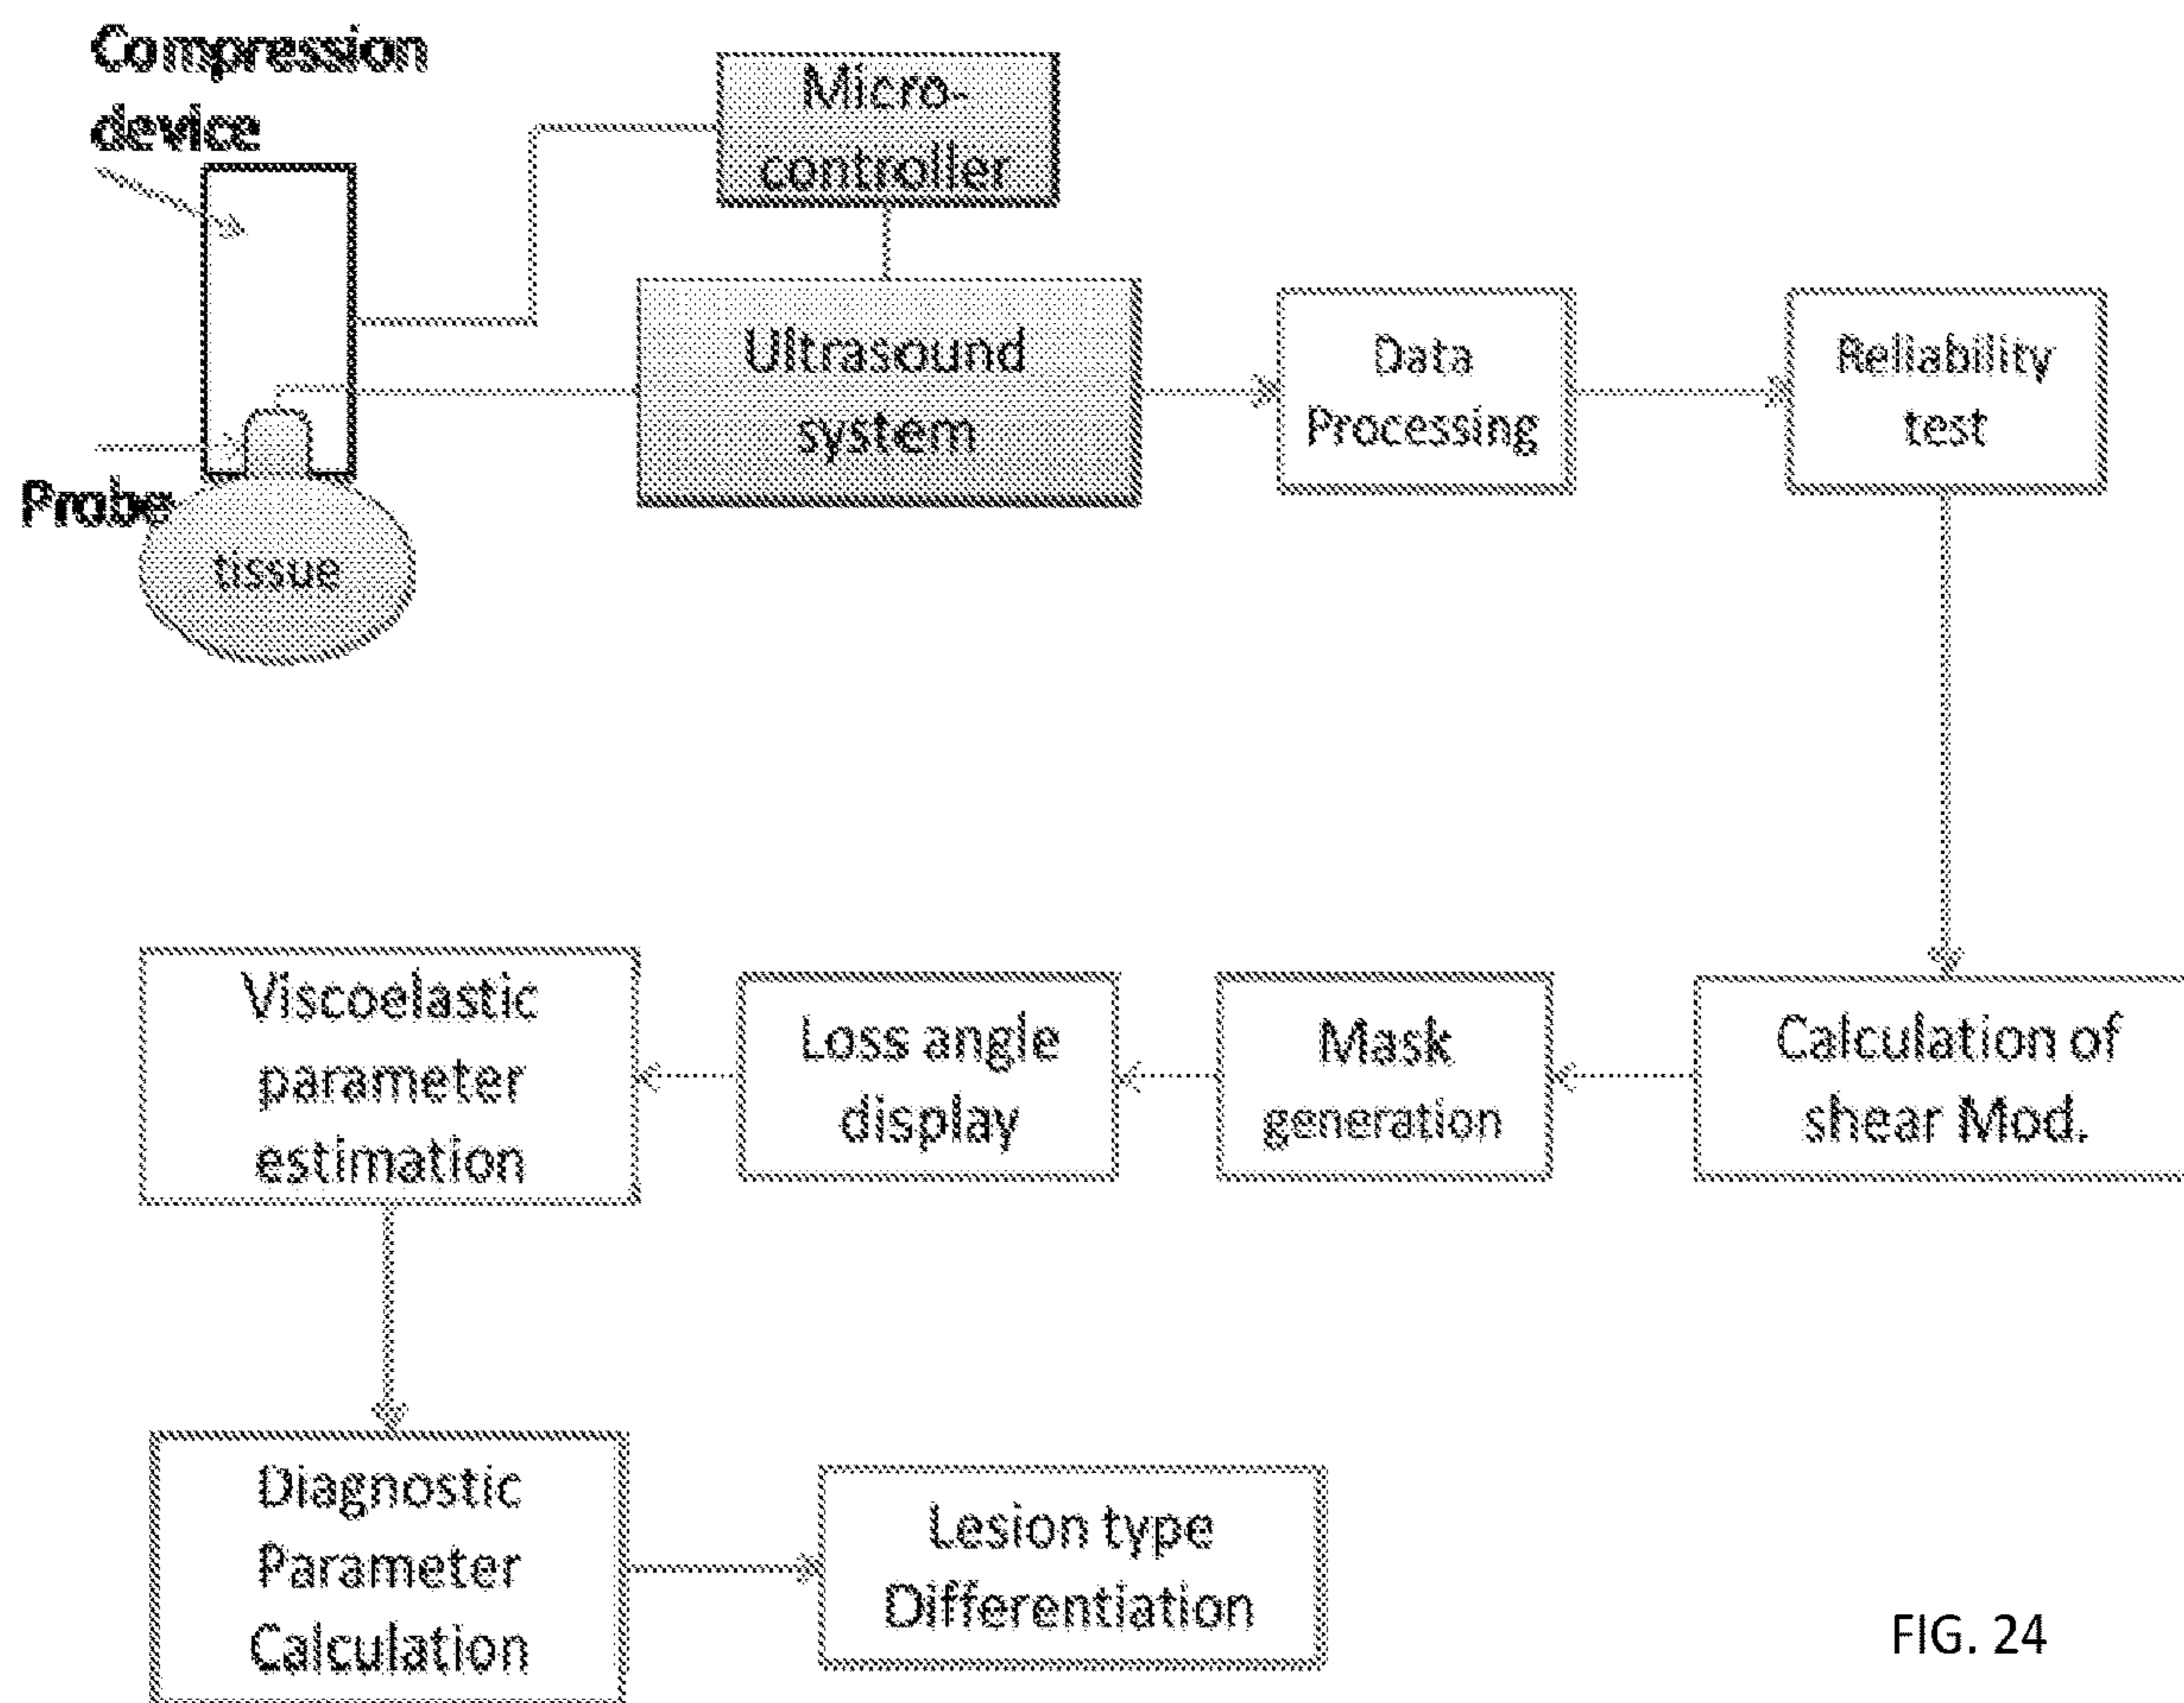 Compression
device
Micro-
controller
Ultrasound
system
Data
Processing
Reliability
test
Probe
tissue
Viscoelastic
parameter
estimation
Loss angle
display
Mask
generation
Calculation of
shear Mod.
Diagnostic
Parameter
Calculation
Lesion type
Differentiation
FIG. 24